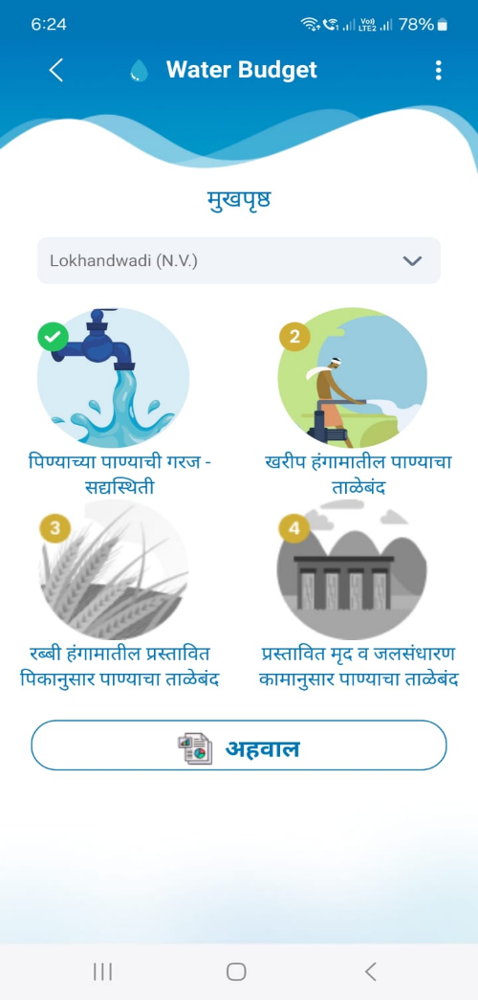 6:24
Vo))
LTE2
78%
Water Budget
मुखपृष्ठ
Lokhandwadi (N.V.)
2
पिण्याच्या पाण्याची गरज -
सद्यस्थिती
खरीप हंगामातील पाण्याचा
ताळेबंद
3
4
रब्बी हंगामातील प्रस्तावित
पिकानुसार पाण्याचा ताळेबंद
प्रस्तावित मृद व जलसंधारण
कामानुसार पाण्याचा ताळेबंद
अहवाल